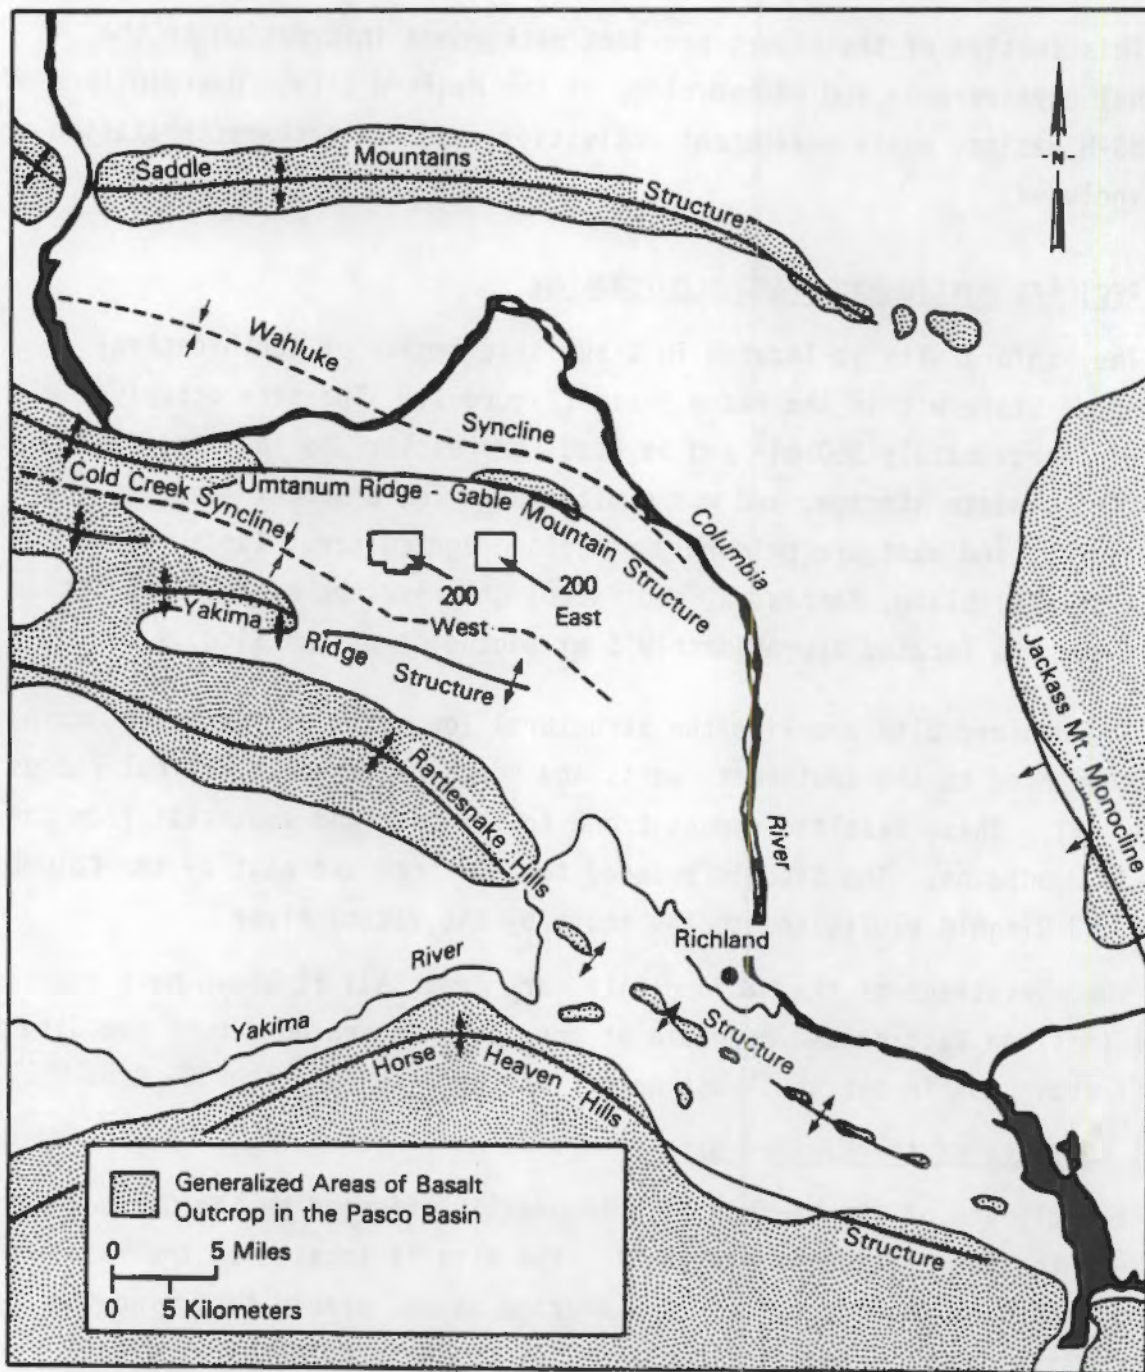 Saddle Mountains Structure
N
Wahluke Syncline
Cold Creek Syncline
Umtanum Ridge - Gable Mountain Structure
Columbia River
200 West
200 East
Yakima Ridge Structure
Jackass Mt. Monocline
Rattlesnake Hills Structure
Richland
Yakima River
Horse Heaven Hills Structure
Generalized Areas of Basalt
Outcrop in the Pasco Basin
0 5 Miles
0 5 Kilometers